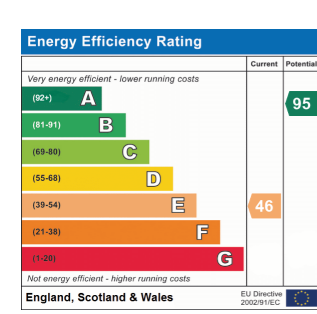 Energy Efficiency Rating
Current Potential
Very energy efficient - lower running costs
(92+) A 95
(81-91) B
(69-80) C
(55-68) D
(39-54) E 46
(21-38) F
(1-20) G
Not energy efficient - higher running costs
England, Scotland & Wales
EU Directive
2002/91/EC